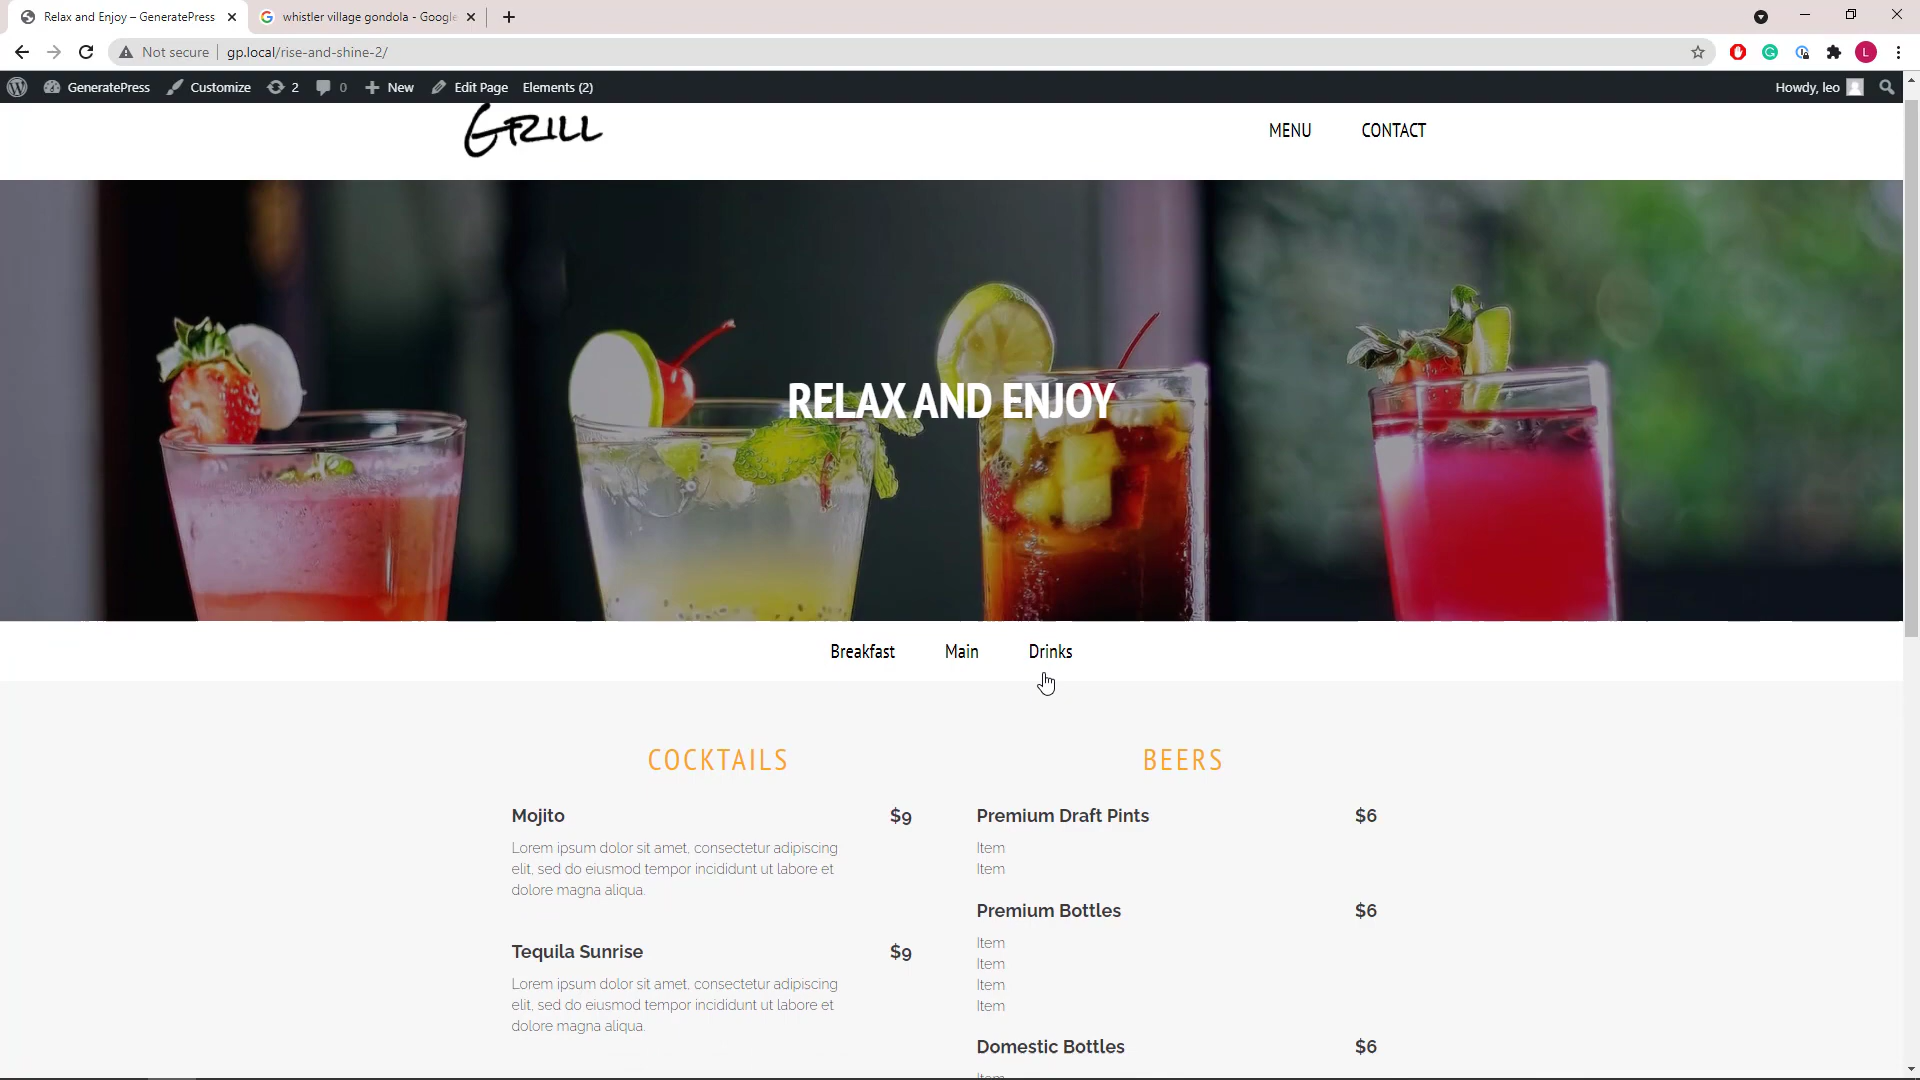 Relax and Enjoy – GeneratePress
whistler village gondola - Google
Not secure
gp.local/rise-and-shine-2/
GeneratePress
Customize
2
0
New
Edit Page
Elements (2)
Howdy, leo
L
GRILL
MENU
CONTACT
RELAX AND ENJOY
Breakfast
Main
Drinks
COCKTAILS
Mojito $9
Lorem ipsum dolor sit amet, consectetur adipiscing
elit, sed do eiusmod tempor incididunt ut labore et
dolore magna aliqua.
Tequila Sunrise $9
Lorem ipsum dolor sit amet, consectetur adipiscing
elit, sed do eiusmod tempor incididunt ut labore et
dolore magna aliqua.
BEERS
Premium Draft Pints $6
Item
Item
Premium Bottles $6
Item
Item
Item
Item
Domestic Bottles $6